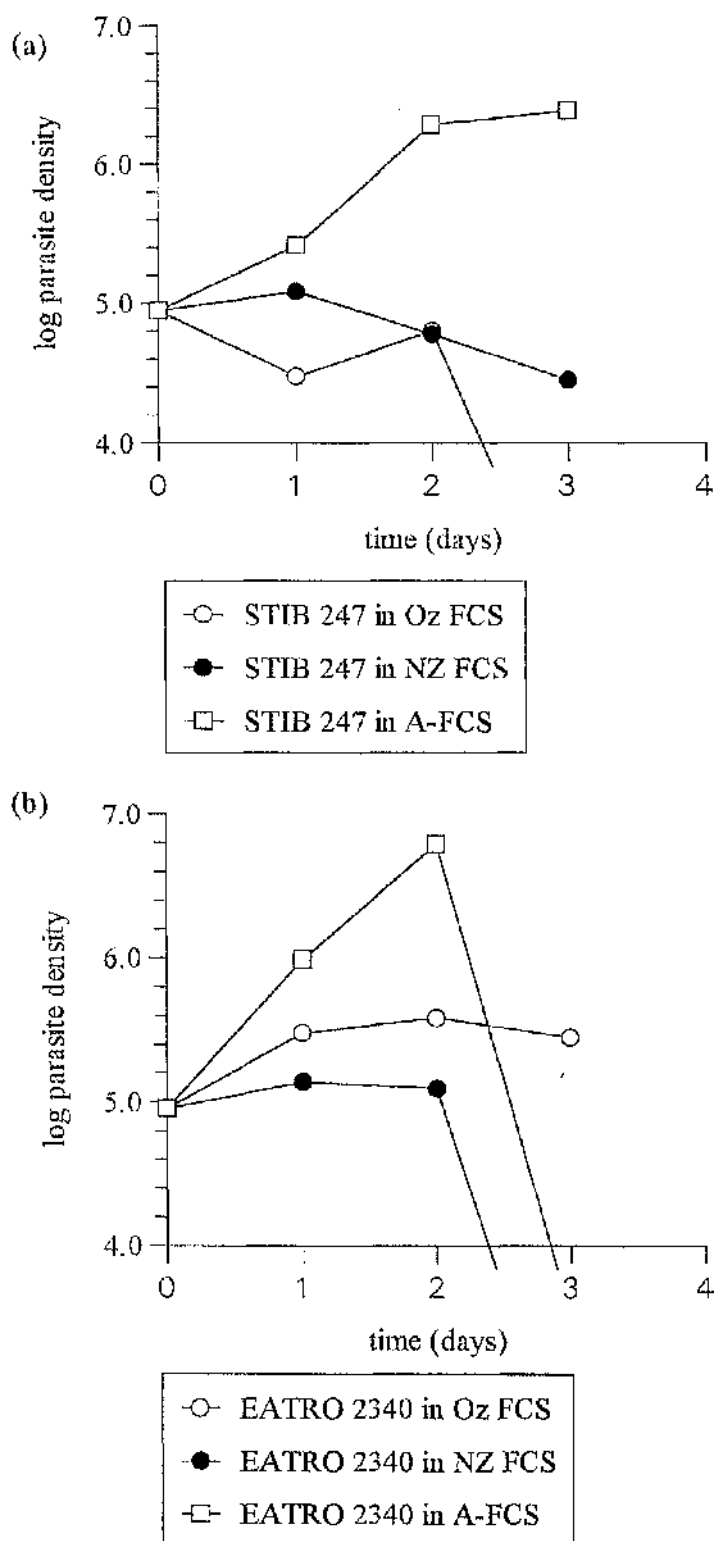 (a)
7.0
6.0
5.0
4.0
log parasite density
0 1 2 3 4
time (days)
STIB 247 in Oz FCS
STIB 247 in NZ FCS
STIB 247 in A-FCS
(b)
7.0
6.0
5.0
4.0
log parasite density
0 1 2 3 4
time (days)
EATRO 2340 in Oz FCS
EATRO 2340 in NZ FCS
EATRO 2340 in A-FCS